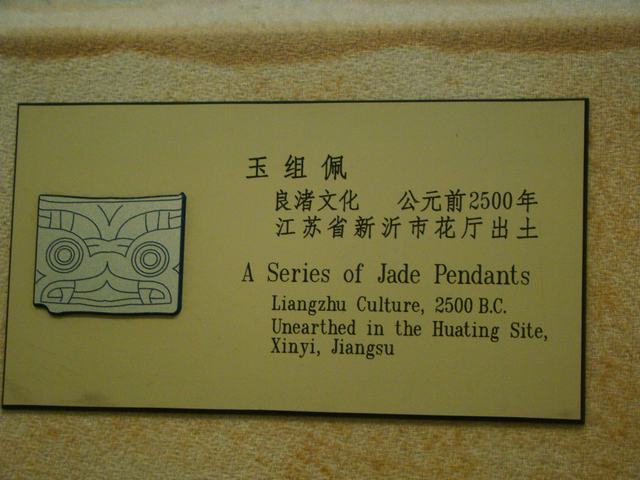 玉组佩
良渚文化 公元前2500年
江苏省新沂市花厅出土
A Series of Jade Pendants
Liangzhu Culture, 2500 B.C.
Unearthed in the Huating Site,
Xinyi, Jiangsu